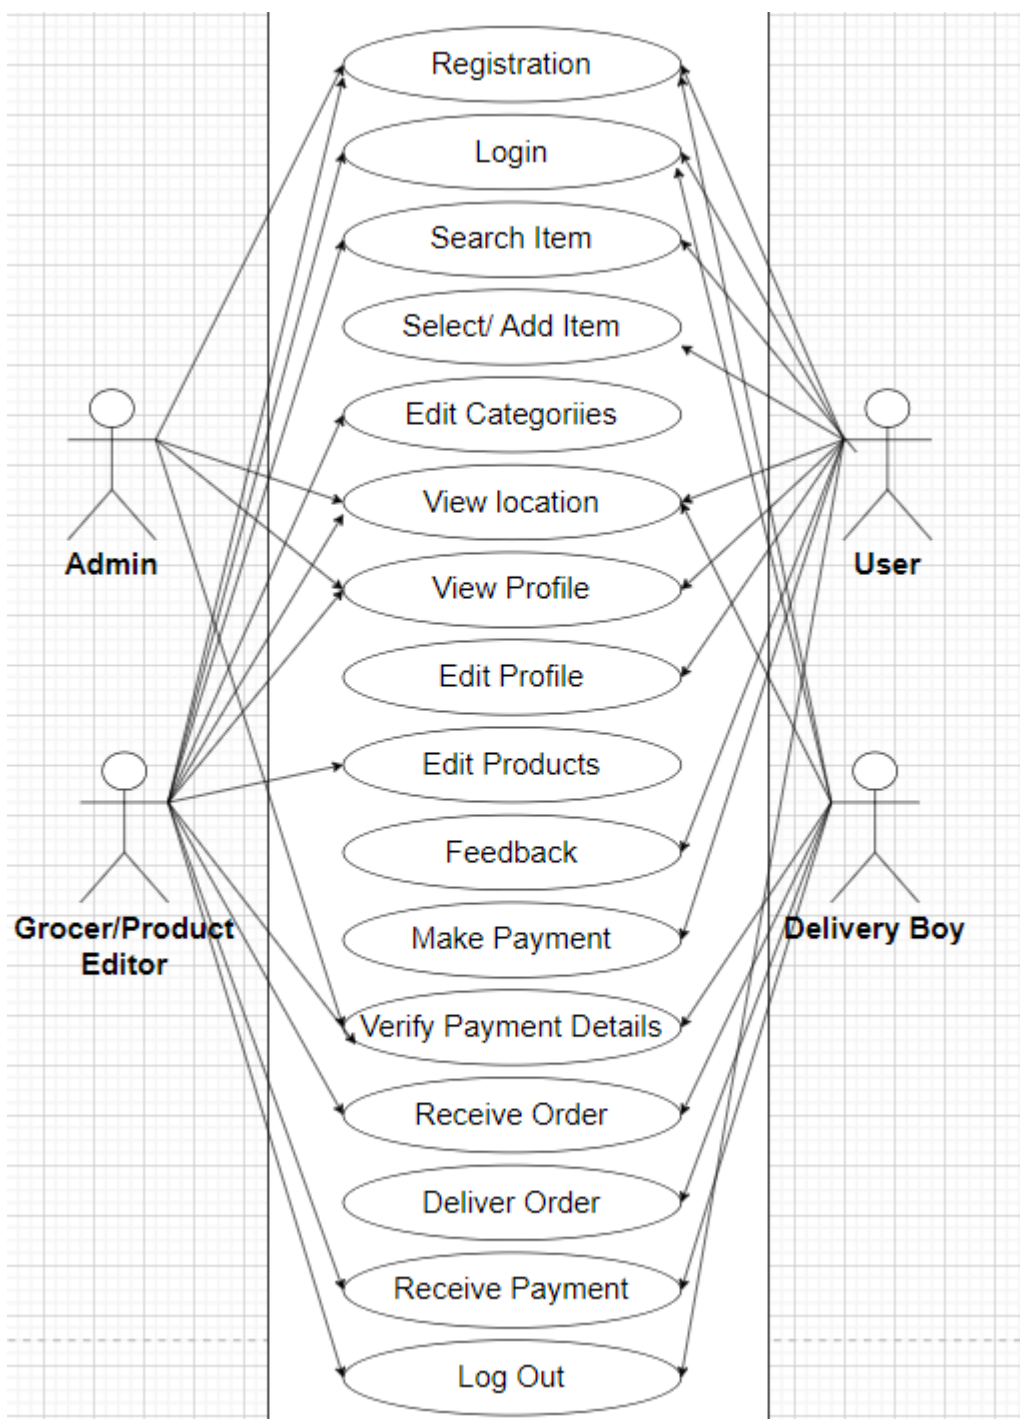 Registration
Login
Search Item
Select/ Add Item
Edit Categoriies
View location
Admin
User
View Profile
Edit Profile
Edit Products
Feedback
Grocer/Product
Editor
Delivery Boy
Make Payment
Verify Payment Details
Receive Order
Deliver Order
Receive Payment
Log Out